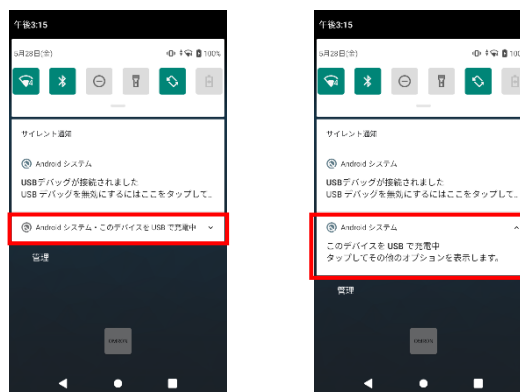 午後3:15
5月28日(金)
100%
サイレント通知
Android システム
USBデバッグが接続されました
USB デバッグを無効にするにはここをタップして..
Android システム・このデバイスを USB で充電中
管理
午後3:15
5月28日(金)
サイレント通知
Android システム
USBデバッグが接続されました
USB デバッグを無効にするにはここをタップして..
Android システム
このデバイスを USB で充電中
タップしてその他のオプションを表示します。
管理